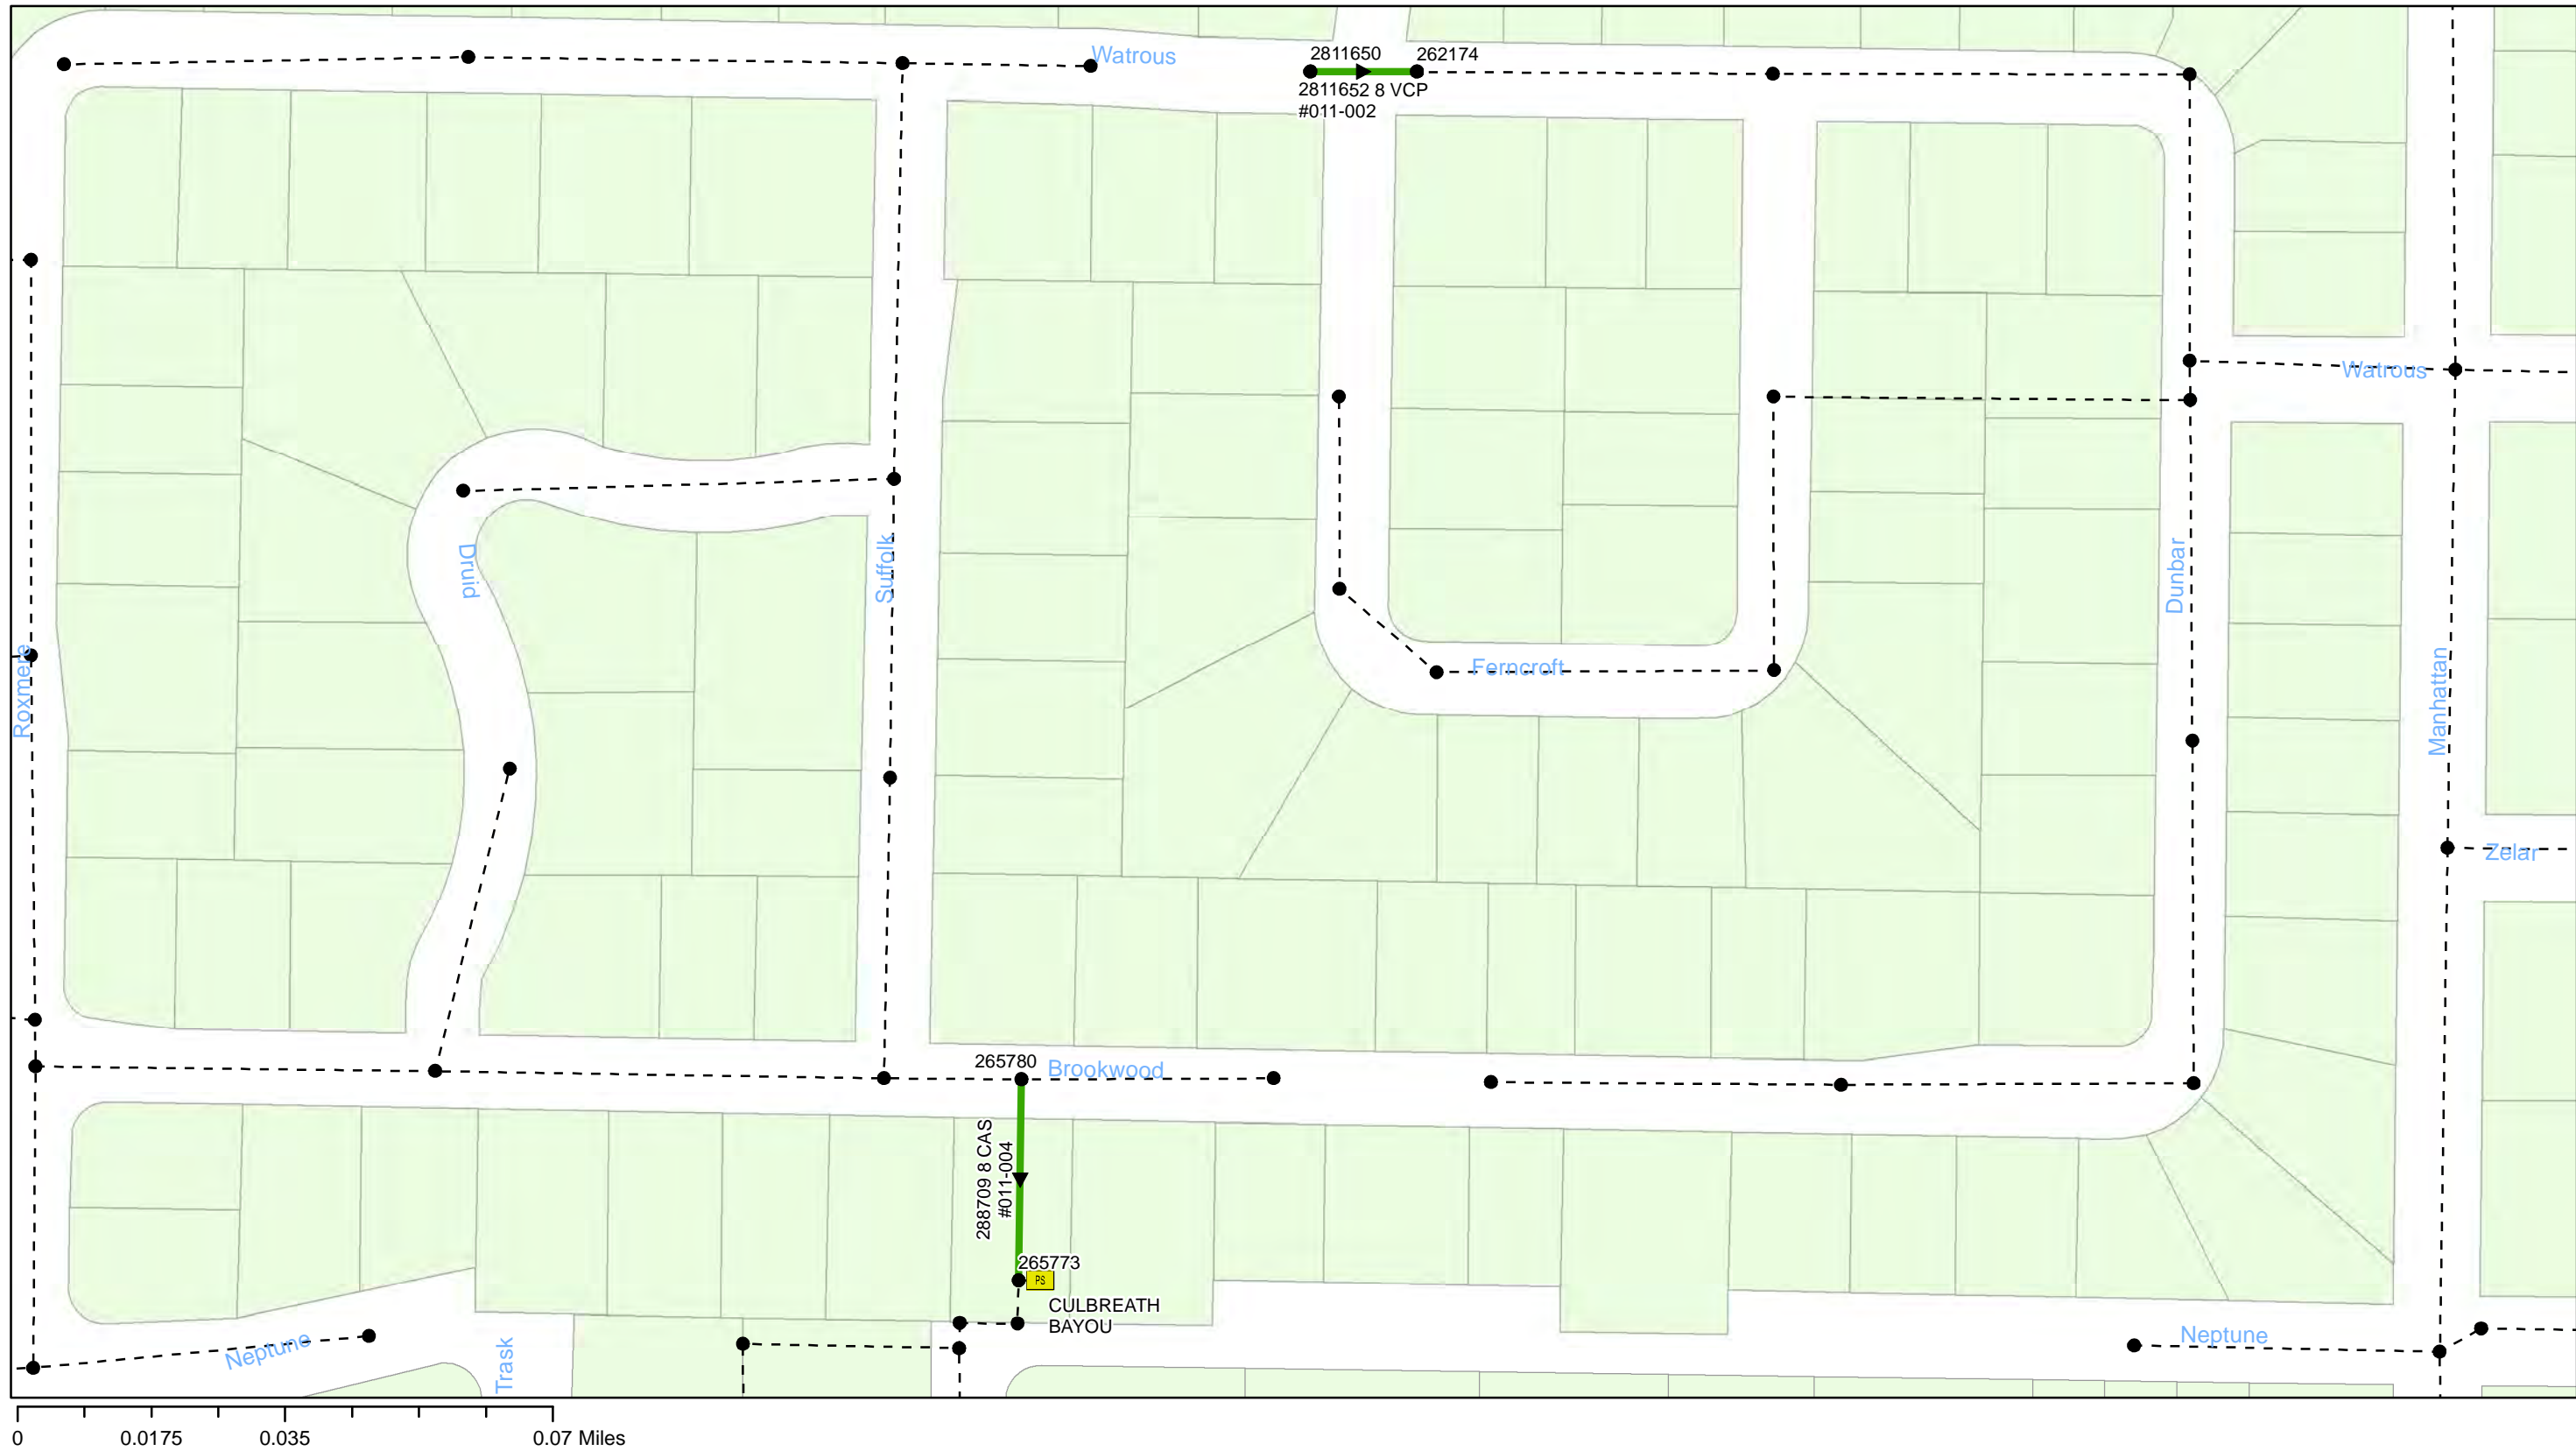 Watrous
2811650
262174
2811652 8 VCP
#011-002
Watrous
Druid
Suffolk
Dunbar
Roxmere
Ferncroft
Manhattan
Zelar
265780
Brookwood
288709 8 CAS
#011-004
265773
PS
CULBREATH
BAYOU
Neptune
Trask
Neptune
0 0.0175 0.035 0.07 Miles